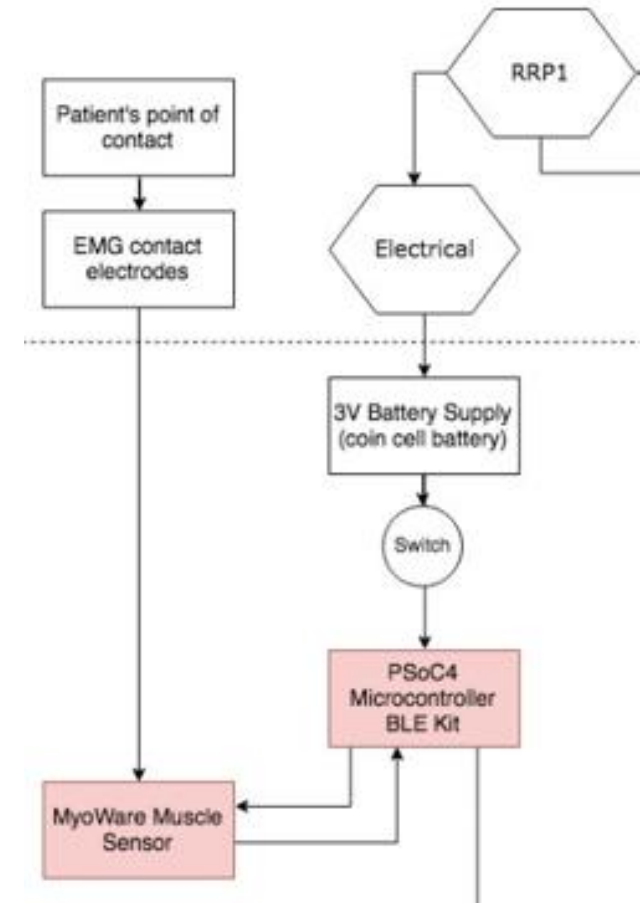 RRP1
Patient's point of
contact
EMG contact
electrodes
Electrical
3V Battery Supply
(coin cell battery)
Switch
PSoC4
Microcontroller
BLE Kit
MyoWare Muscle
Sensor